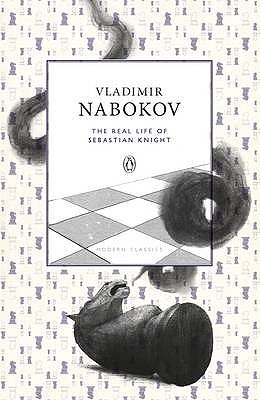 VLADIMIR
NABOKOV
THE REAL LIFE OF
SEBASTIAN KNIGHT
MODERN CLASSICS